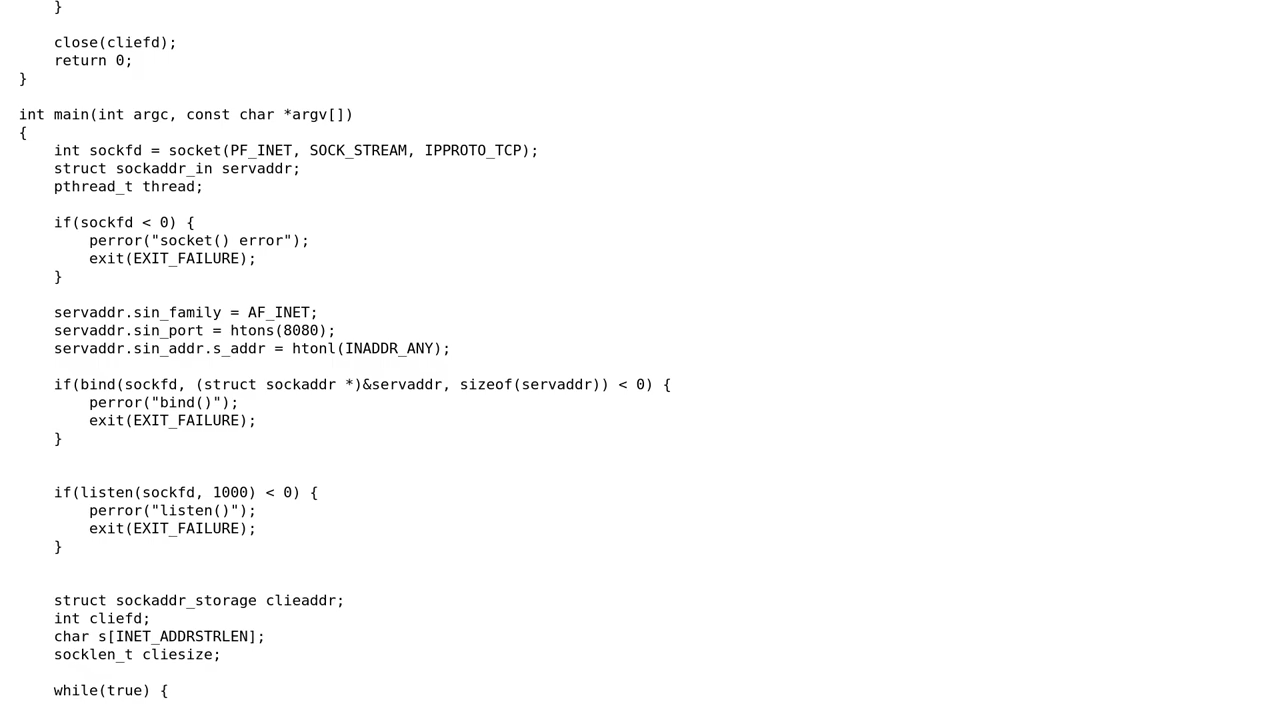 }

    close(cliefd);
    return 0;
}

int main(int argc, const char *argv[])
{
    int sockfd = socket(PF_INET, SOCK_STREAM, IPPROTO_TCP);
    struct sockaddr_in servaddr;
    pthread_t thread;

    if(sockfd < 0) {
        perror("socket() error");
        exit(EXIT_FAILURE);
    }

    servaddr.sin_family = AF_INET;
    servaddr.sin_port = htons(8080);
    servaddr.sin_addr.s_addr = htonl(INADDR_ANY);

    if(bind(sockfd, (struct sockaddr *)&servaddr, sizeof(servaddr)) < 0) {
        perror("bind()");
        exit(EXIT_FAILURE);
    }


    if(listen(sockfd, 1000) < 0) {
        perror("listen()");
        exit(EXIT_FAILURE);
    }


    struct sockaddr_storage clieaddr;
    int cliefd;
    char s[INET_ADDRSTRLEN];
    socklen_t cliesize;

    while(true) {